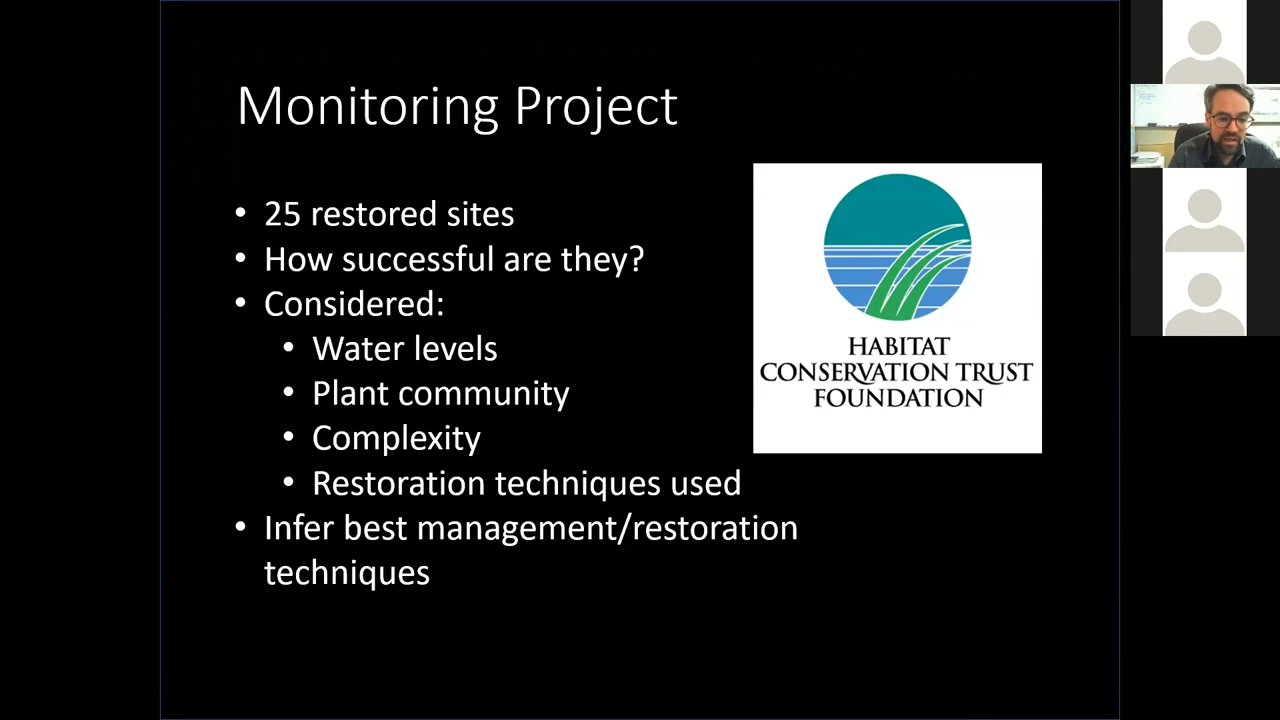 Monitoring Project
• 25 restored sites
• How successful are they?
• Considered:
• Water levels
• Plant community
• Complexity
• Restoration techniques used
• Infer best management/restoration
techniques
HABITAT
CONSERVATION TRUST
FOUNDATION